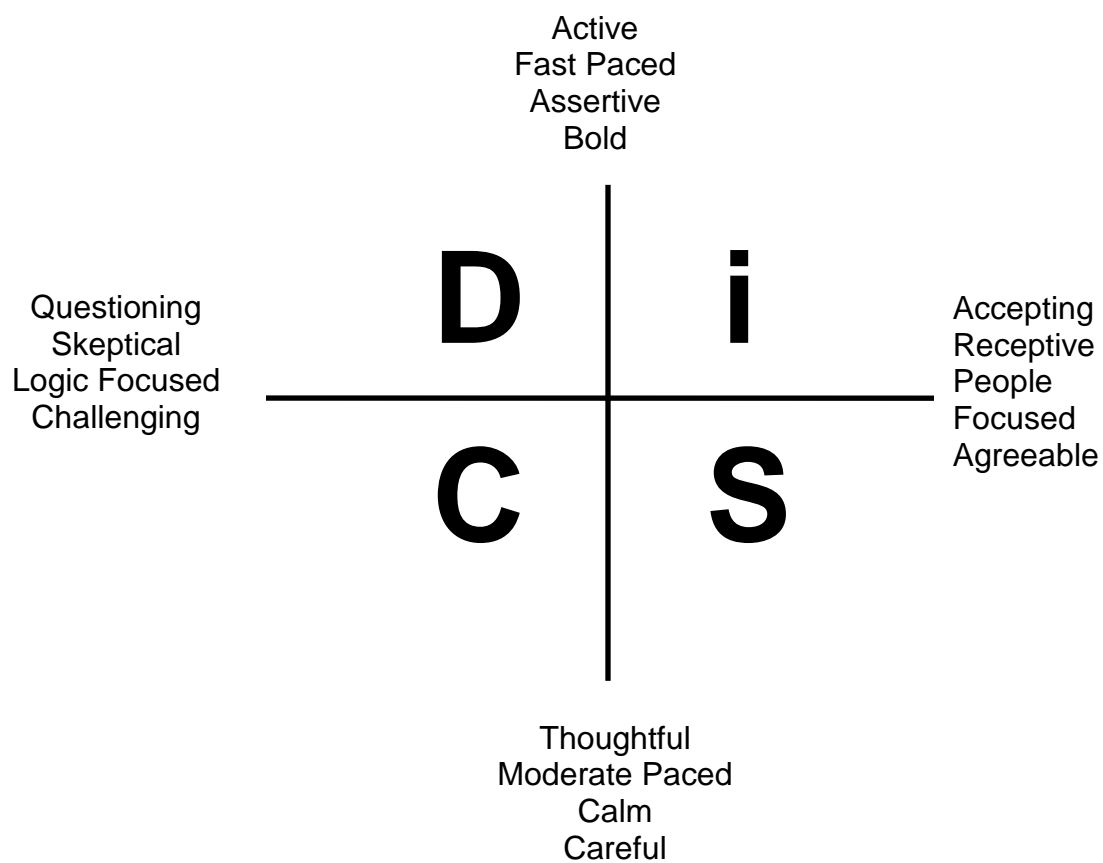 Active
Fast Paced
Assertive
Bold
D i
Questioning
Skeptical
Logic Focused
Challenging
Accepting
Receptive
People
Focused
Agreeable
C S
Thoughtful
Moderate Paced
Calm
Careful